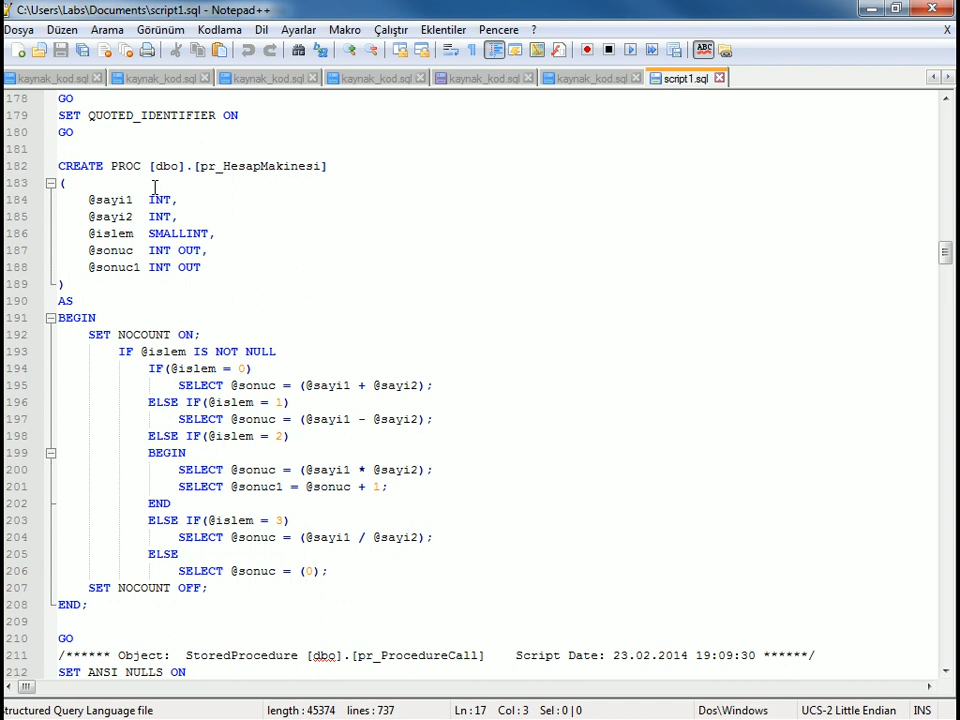 C:\Users\Labs\Documents\script1.sql - Notepad++
Dosya Düzen Arama Görünüm Kodlama Dil Ayarlar Makro Çalıştır Eklentiler Pencere ? X
kaynak_kod.sql kaynak_kod.sql kaynak_kod.sql kaynak_kod.sql kaynak_kod.sql kaynak_kod.sql script1.sql
178 GO
179 SET QUOTED_IDENTIFIER ON
180 GO
181
182 CREATE PROC [dbo].[pr_HesapMakinesi]
183 (
184 @sayi1 INT,
185 @sayi2 INT,
186 @islem SMALLINT,
187 @sonuc INT OUT,
188 @sonuc1 INT OUT
189 )
190 AS
191 BEGIN
192 SET NOCOUNT ON;
193 IF @islem IS NOT NULL
194 IF(@islem = 0)
195 SELECT @sonuc = (@sayi1 + @sayi2);
196 ELSE IF(@islem = 1)
197 SELECT @sonuc = (@sayi1 - @sayi2);
198 ELSE IF(@islem = 2)
199 BEGIN
200 SELECT @sonuc = (@sayi1 * @sayi2);
201 SELECT @sonuc1 = @sonuc + 1;
202 END
203 ELSE IF(@islem = 3)
204 SELECT @sonuc = (@sayi1 / @sayi2);
205 ELSE
206 SELECT @sonuc = (0);
207 SET NOCOUNT OFF;
208 END;
209
210 GO
211 /****** Object: StoredProcedure [dbo].[pr_ProcedureCall] Script Date: 23.02.2014 19:09:30 ******/
212 SET ANSI NULLS ON
tructured Query Language file length : 45374 lines : 737 Ln : 17 Col : 3 Sel : 0 | 0 Dos\Windows UCS-2 Little Endian INS